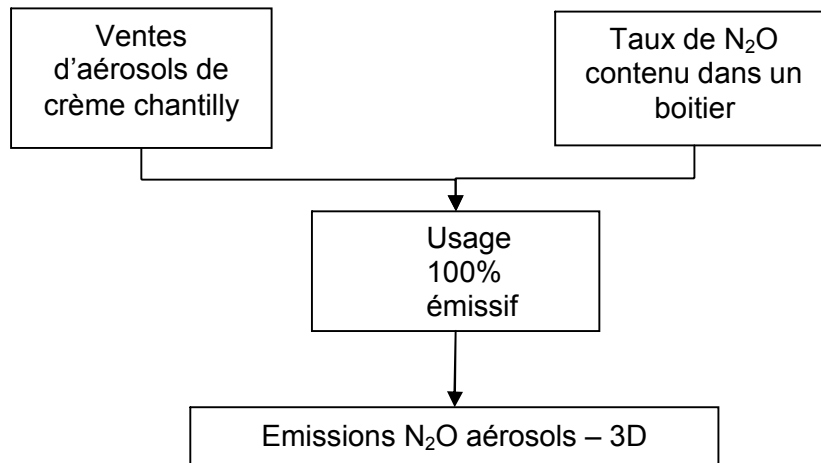 Ventes
d’aérosols de
crème chantilly
Taux de N₂O
contenu dans un
boitier
Usage
100%
émissif
Emissions N₂O aérosols – 3D